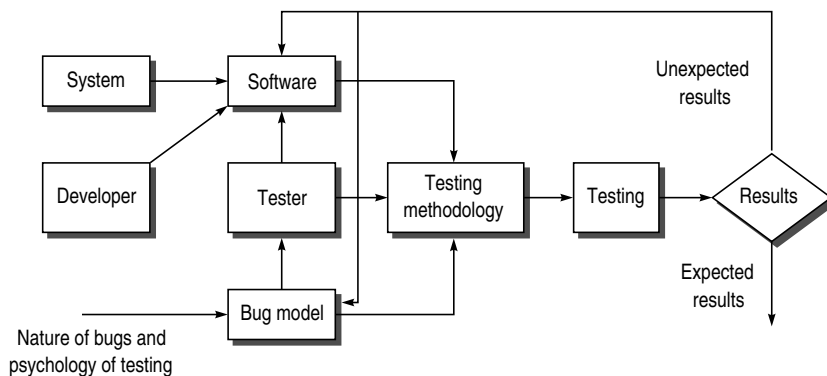 System
Software
Unexpected
results
Developer
Tester
Testing
methodology
Testing
Results
Expected
results
Bug model
Nature of bugs and
psychology of testing